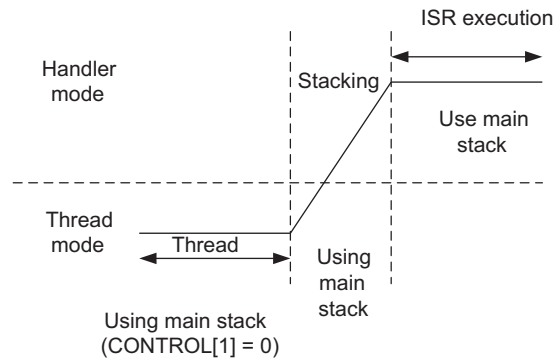 ISR execution
Handler
mode
Stacking
Use main
stack
Thread
mode
Thread
Using
main
stack
Using main stack
(CONTROL[1] = 0)